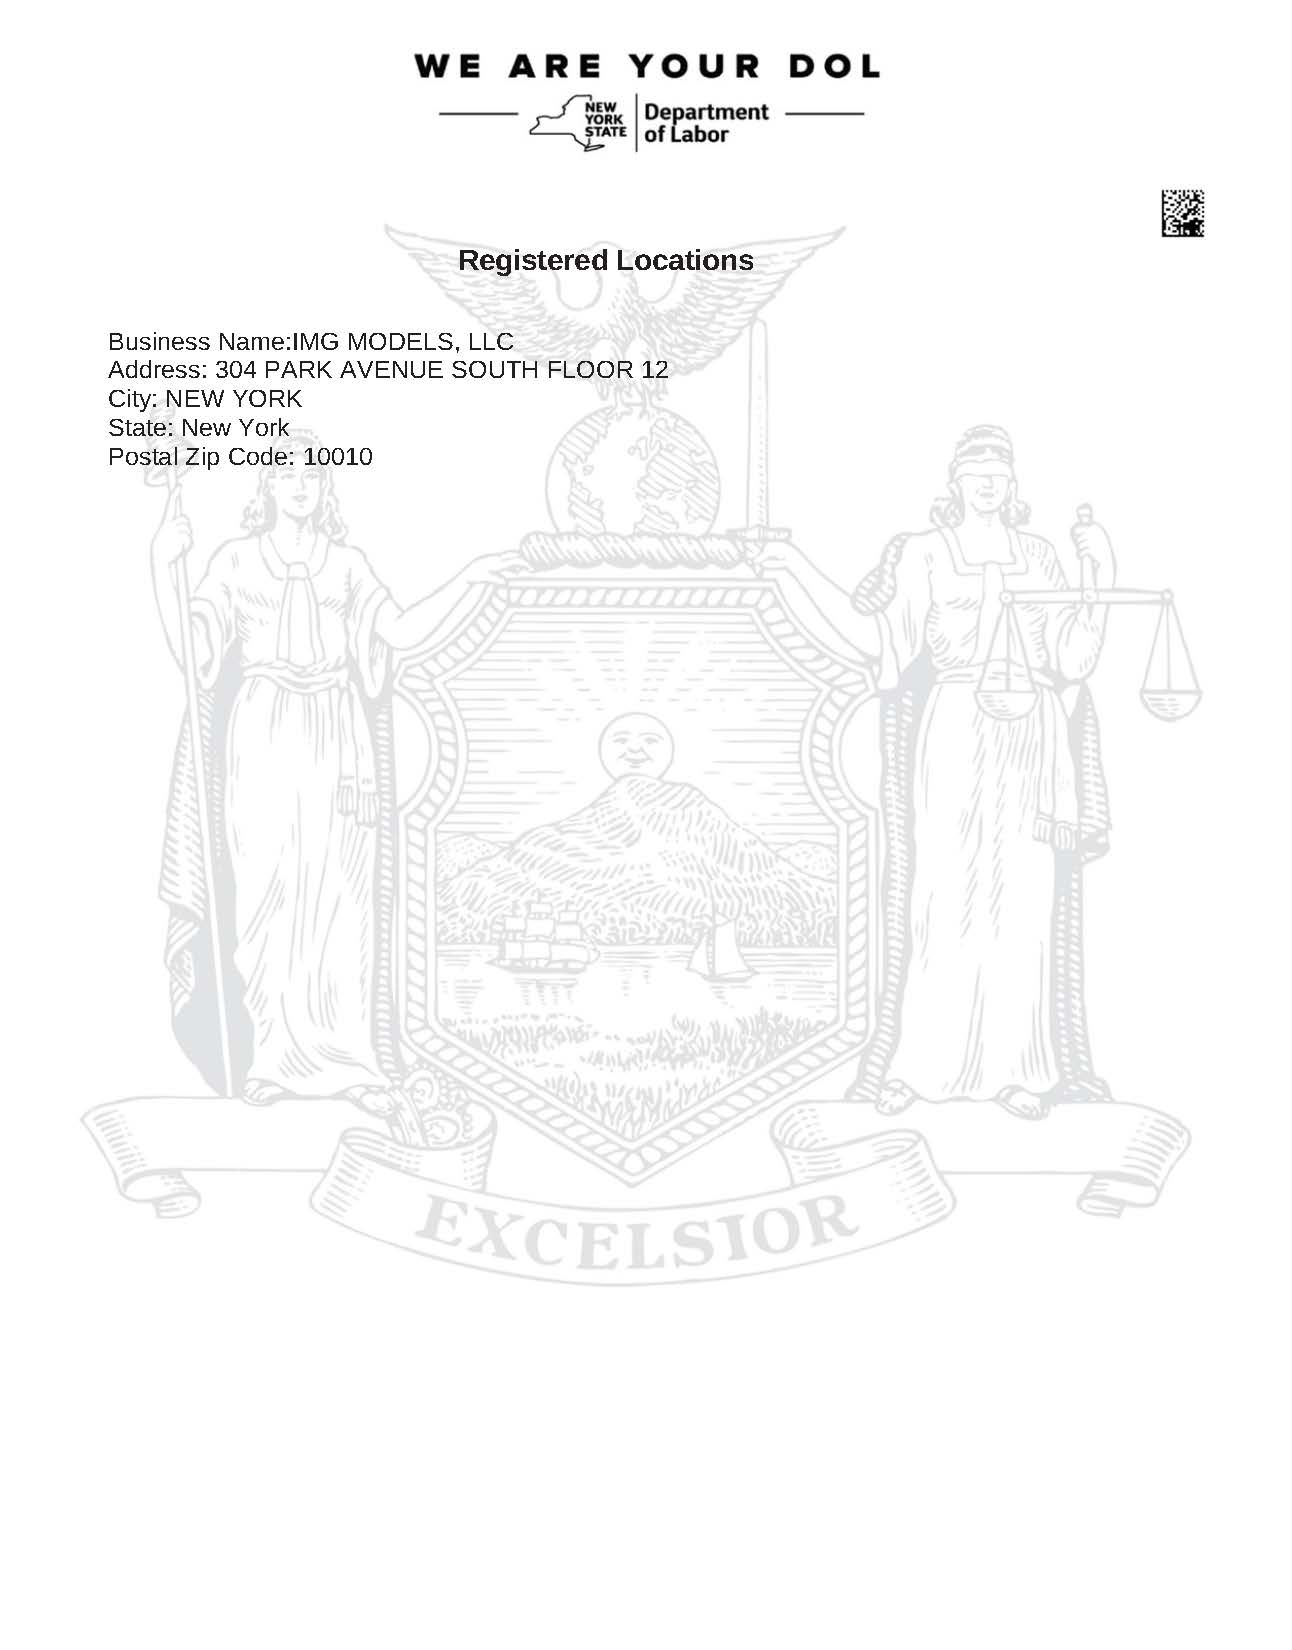 WE ARE YOUR DOL
NEW
YORK
STATE
Department
of Labor
Registered Locations
Business Name:IMG MODELS, LLC
Address: 304 PARK AVENUE SOUTH FLOOR 12
City: NEW YORK
State: New York
Postal Zip Code: 10010
EXCELSIOR